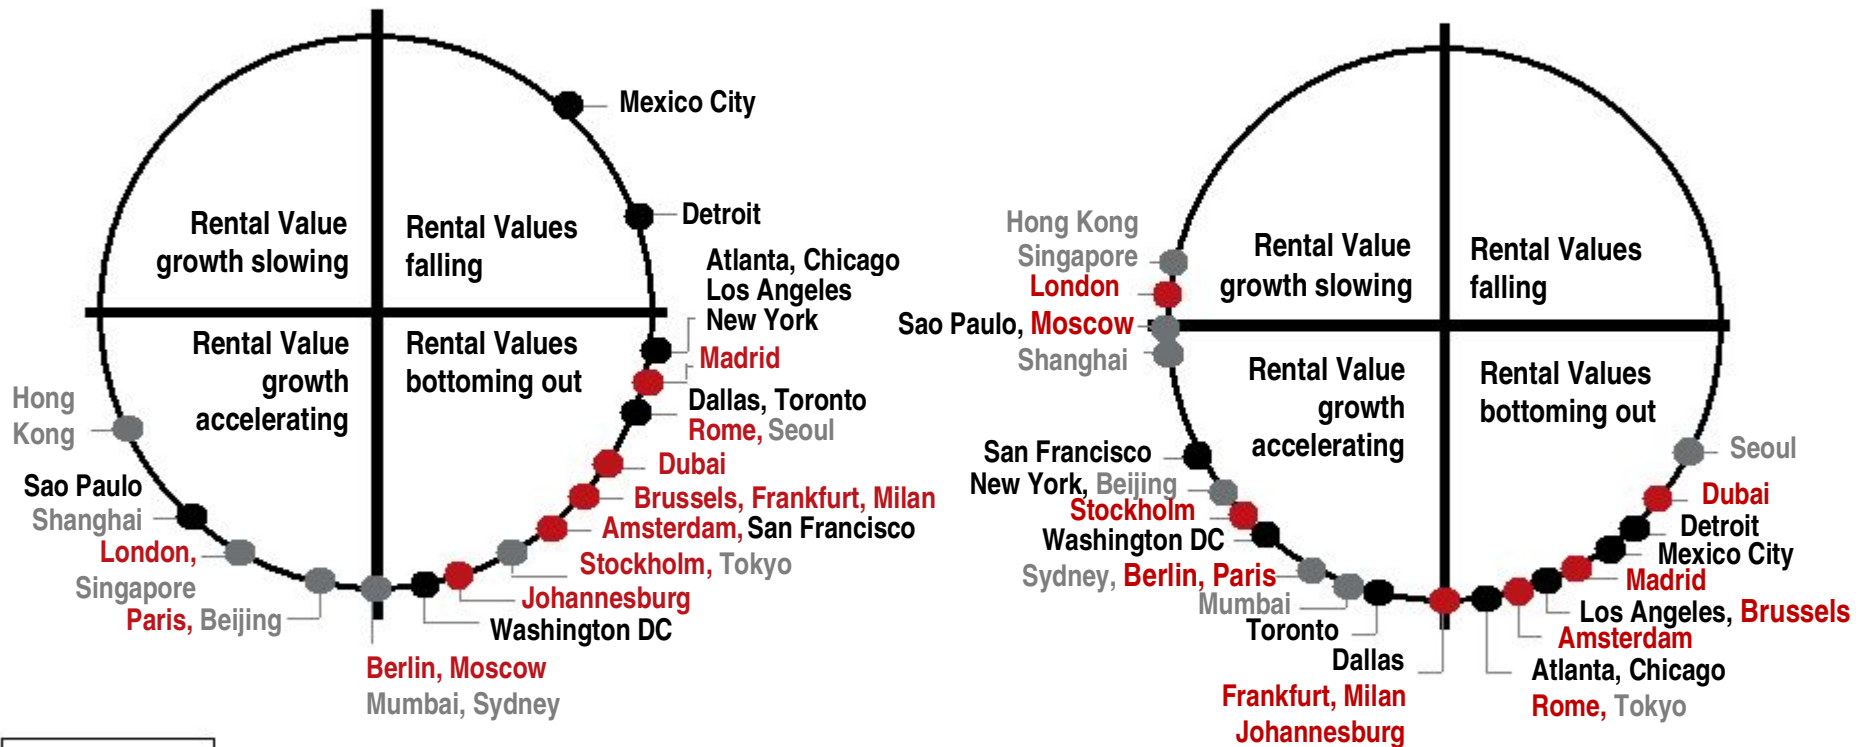 Mexico City
Detroit
Rental Value
growth slowing
Rental Values
falling
Atlanta, Chicago
Los Angeles
New York
Rental Value
growth
accelerating
Rental Values
bottoming out
Madrid
Dallas, Toronto
Rome, Seoul
Dubai
Brussels, Frankfurt, Milan
Amsterdam, San Francisco
Stockholm, Tokyo
Johannesburg
Washington DC
Hong
Kong
Sao Paulo
Shanghai
London,
Singapore
Paris, Beijing
Berlin, Moscow
Mumbai, Sydney
Hong Kong
Singapore
London
Sao Paulo, Moscow
Shanghai
Rental Value
growth slowing
Rental Values
falling
Rental Value
growth
accelerating
Rental Values
bottoming out
San Francisco
New York, Beijing
Stockholm
Washington DC
Sydney, Berlin, Paris
Mumbai
Toronto
Dallas
Frankfurt, Milan
Johannesburg
Seoul
Dubai
Detroit
Mexico City
Madrid
Los Angeles, Brussels
Amsterdam
Atlanta, Chicago
Rome, Tokyo